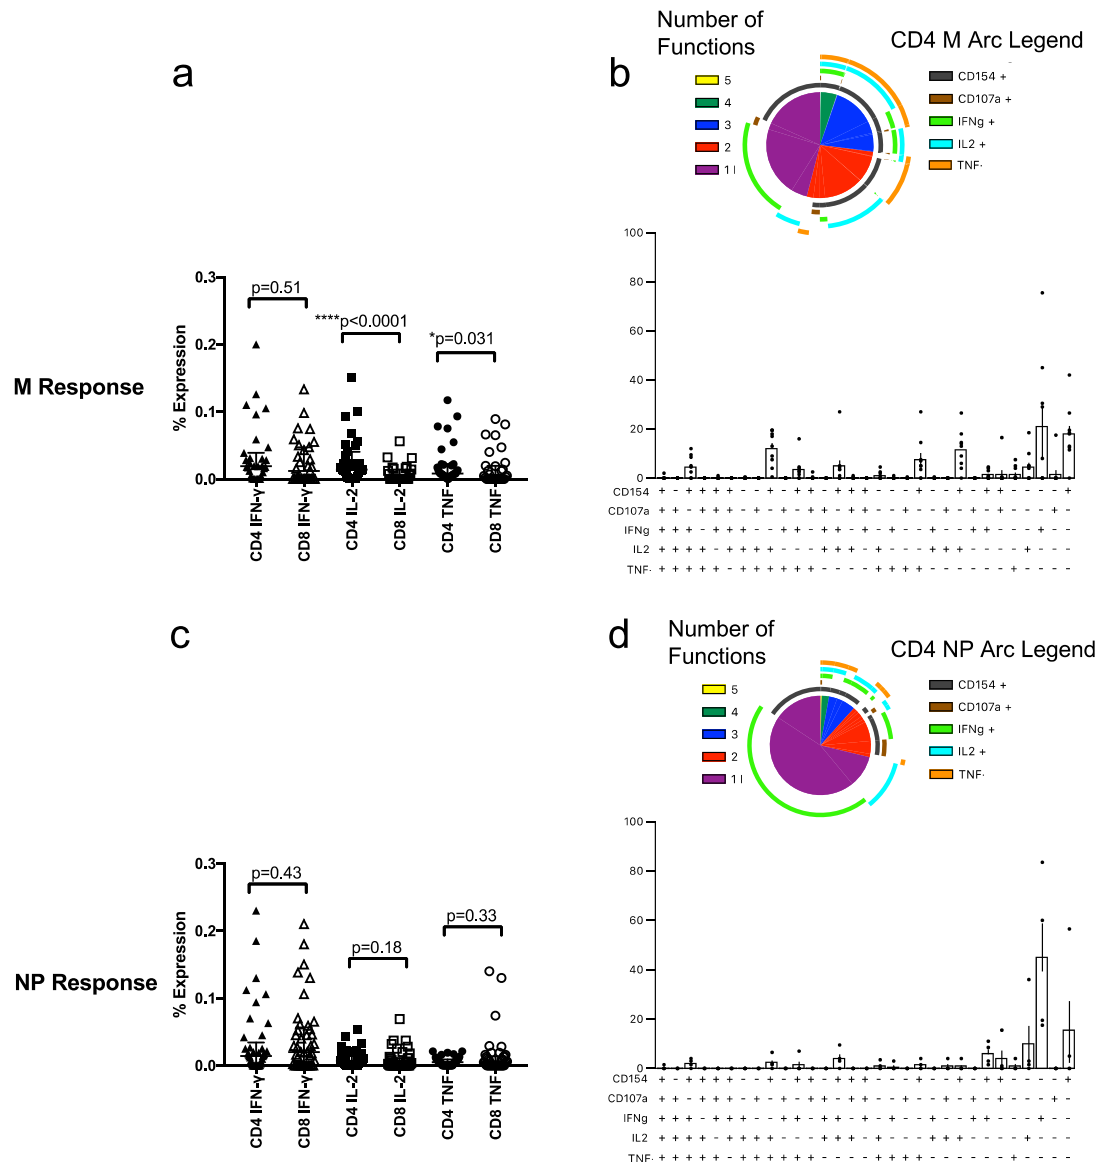 a
M Response
% Expression
0.3
0.2
0.1
0.0
p=0.51
****p<0.0001
*p=0.031
CD4 IFN-γ
CD8 IFN-γ
CD4 IL-2
CD8 IL-2
CD4 TNF
CD8 TNF
b
Number of
Functions
5
4
3
2
1 I
CD4 M Arc Legend
CD154 +
CD107a +
IFNg +
IL2 +
TNF·
100
80
60
40
20
0
CD154
CD107a
IFNg
IL2
TNF·
c
NP Response
% Expression
0.3
0.2
0.1
0.0
p=0.43
p=0.18
p=0.33
CD4 IFN-γ
CD8 IFN-γ
CD4 IL-2
CD8 IL-2
CD4 TNF
CD8 TNF
d
Number of
Functions
5
4
3
2
1 I
CD4 NP Arc Legend
CD154 +
CD107a +
IFNg +
IL2 +
TNF·
100
80
60
40
20
0
CD154
CD107a
IFNg
IL2
TNF·